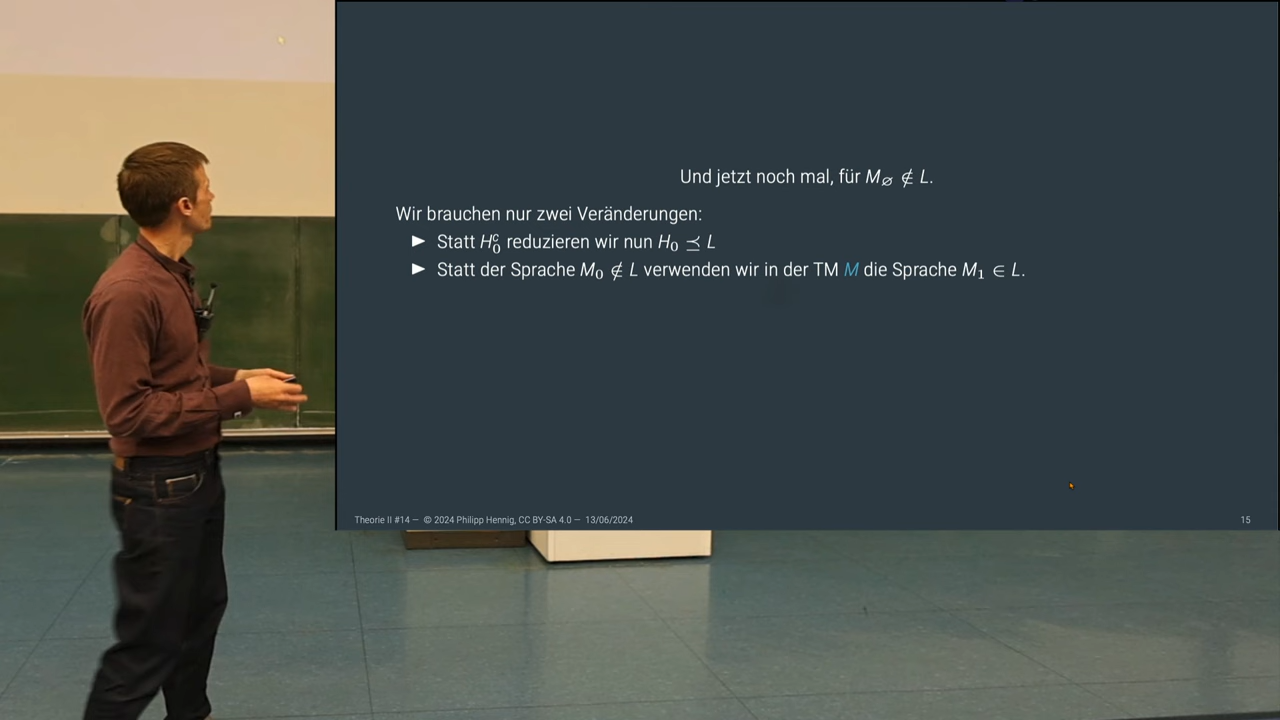 Und jetzt noch mal, für M∅ ∉ L.
Wir brauchen nur zwei Veränderungen:
▶ Statt H₀ᶜ reduzieren wir nun H₀ ⪯ L
▶ Statt der Sprache M₀ ∉ L verwenden wir in der TM M die Sprache M₁ ∈ L.
Theorie II #14 — © 2024 Philipp Hennig, CC BY-SA 4.0 — 13/06/2024
15